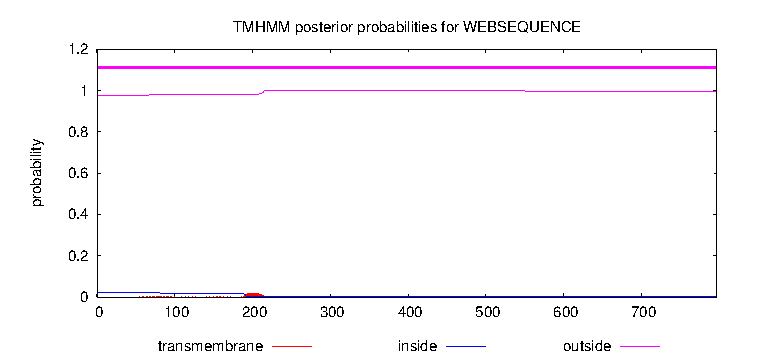 TMHMM posterior probabilities for WEBSEQUENCE
1.2
1
0.8
0.6
0.4
0.2
0
probability
0 100 200 300 400 500 600 700
transmembrane inside outside